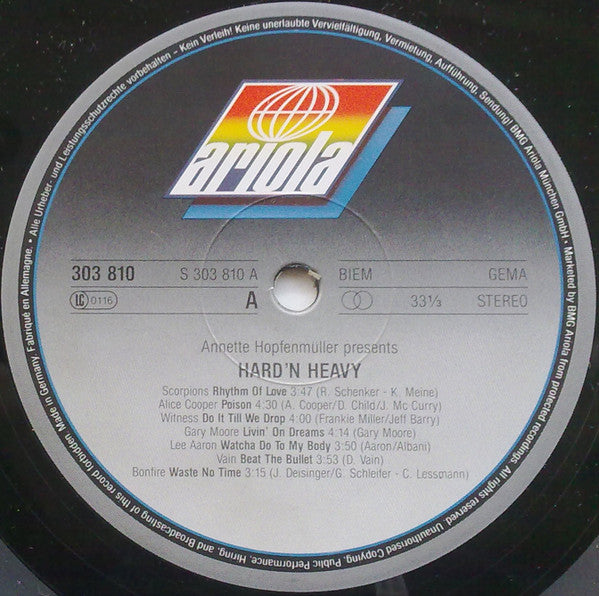 • Alle Urheber- und Leistungsschutzrechte vorbehalten – Kein Verleih! Keine unerlaubte Vervielfältigung, Vermietung, Aufführung, Sendung! BMG Ariola München GmbH • Marketed by BMG Ariola from protected recordings. All rights reserved. Unauthorised Copying, Public Performance, Hiring, and Broadcasting of this record forbidden Made in Germany. Fabriqué en Allemagne.
ariola
303 810 S 303 810 A BIEM GEMA
LC 0116 A 33⅓ STEREO
Annette Hopfenmüller presents
HARD'N HEAVY
Scorpions Rhythm Of Love 3:47 (R. Schenker - K. Meine)
Alice Cooper Poison 4:30 (A. Cooper/D. Child/J. Mc Curry)
Witness Do It Till We Drop 4:00 (Frankie Miller/Jeff Barry)
Gary Moore Livin' On Dreams 4:14 (Gary Moore)
Lee Aaron Watcha Do To My Body 3:50 (Aaron/Albani)
Vain Beat The Bullet 3:53 (D. Vain)
Bonfire Waste No Time 3:15 (J. Deisinger/G. Schleifer - C. Lessmann)